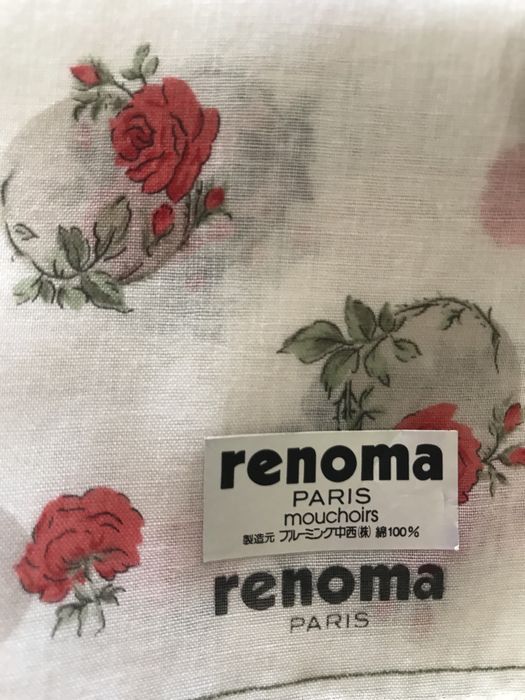 renoma
PARIS
mouchoirs
製造元 ブルーミング中西(株) 綿100%
renoma
PARIS